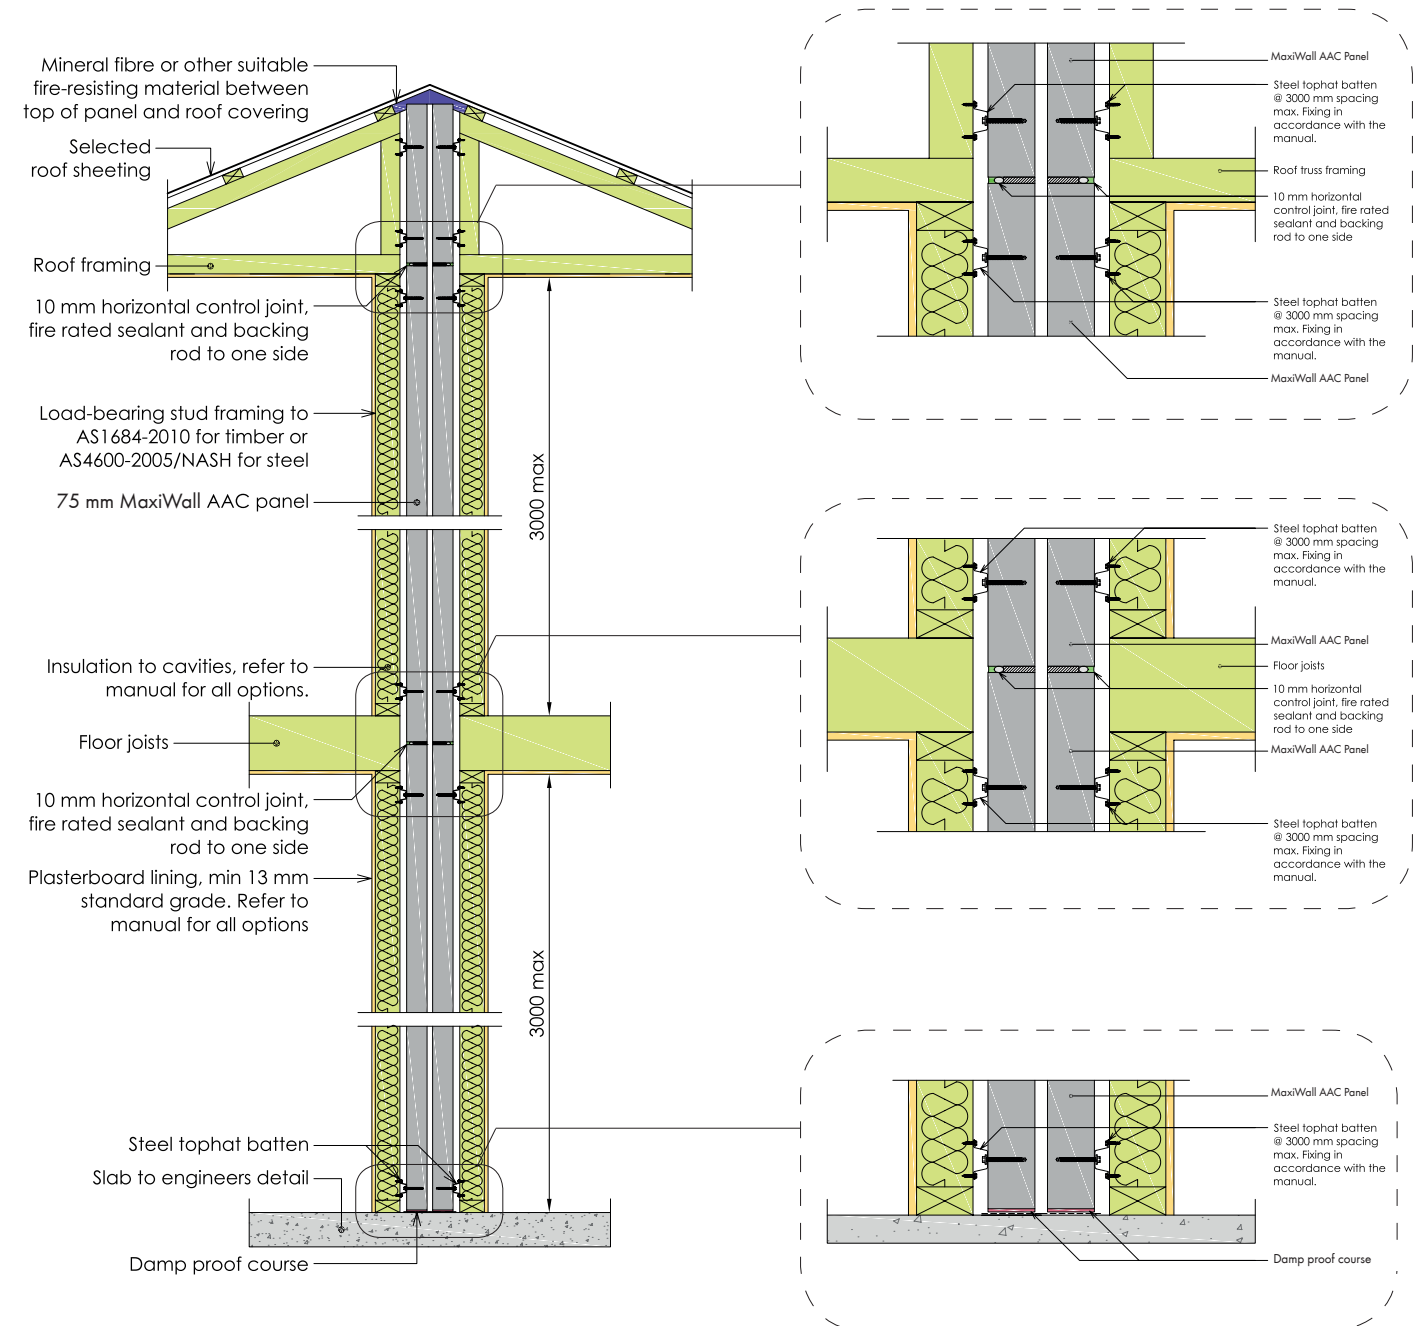 Mineral fibre or other suitable
fire-resisting material between
top of panel and roof covering
Selected
roof sheeting
Roof framing
10 mm horizontal control joint,
fire rated sealant and backing
rod to one side
Load-bearing stud framing to
AS1684-2010 for timber or
AS4600-2005/NASH for steel
75 mm MaxiWall AAC panel
3000 max
Insulation to cavities, refer to
manual for all options.
Floor joists
10 mm horizontal control joint,
fire rated sealant and backing
rod to one side
Plasterboard lining, min 13 mm
standard grade. Refer to
manual for all options
3000 max
Steel tophat batten
Slab to engineers detail
Damp proof course
MaxiWall AAC Panel
Steel tophat batten
@ 3000 mm spacing
max. Fixing in
accordance with the
manual.
Roof truss framing
10 mm horizontal
control joint, fire rated
sealant and backing
rod to one side
Steel tophat batten
@ 3000 mm spacing
max. Fixing in
accordance with the
manual.
MaxiWall AAC Panel
Steel tophat batten
@ 3000 mm spacing
max. Fixing in
accordance with the
manual.
MaxiWall AAC Panel
Floor joists
10 mm horizontal
control joint, fire rated
sealant and backing
rod to one side
MaxiWall AAC Panel
Steel tophat batten
@ 3000 mm spacing
max. Fixing in
accordance with the
manual.
MaxiWall AAC Panel
Steel tophat batten
@ 3000 mm spacing
max. Fixing in
accordance with the
manual.
Damp proof course